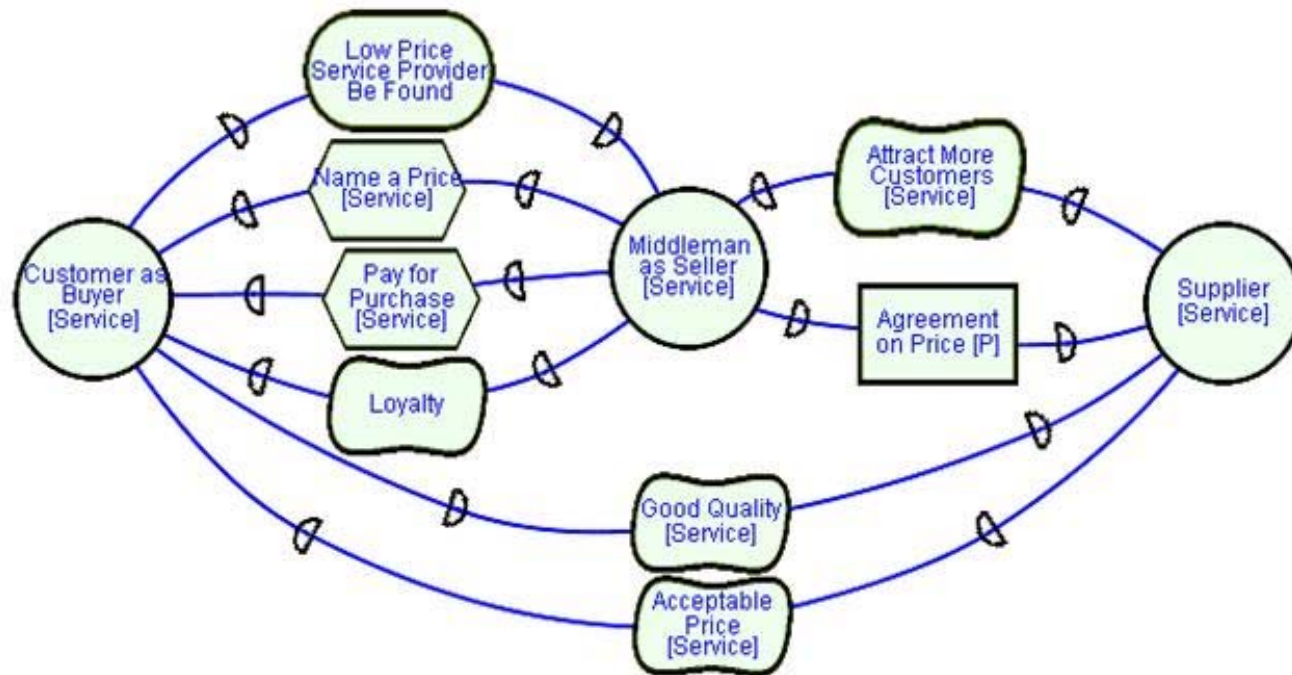 Low Price
Service Provider
Be Found
Name a Price
[Service]
Customer as
Buyer
[Service]
Pay for
Purchase
[Service]
Loyalty
Middleman
as Seller
[Service]
Attract More
Customers
[Service]
Agreement
on Price [P]
Supplier
[Service]
Good Quality
[Service]
Acceptable
Price
[Service]